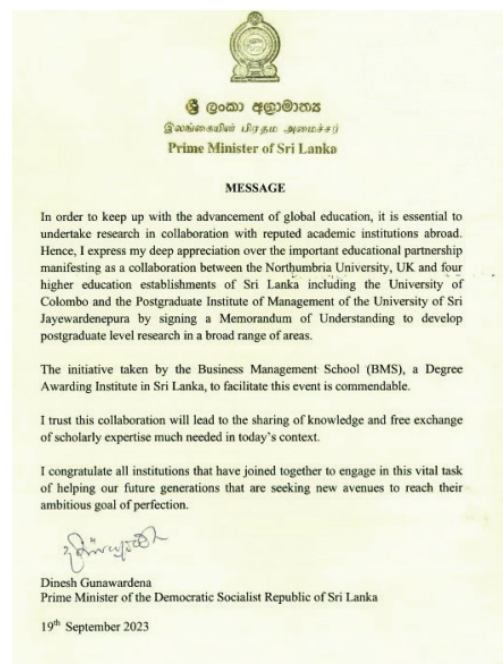 ශ්‍රී ලංකා අග්‍රාමාත්‍ය
இலங்கையின் பிரதம அமைச்சர்
Prime Minister of Sri Lanka
MESSAGE
In order to keep up with the advancement of global education, it is essential to
undertake research in collaboration with reputed academic institutions abroad.
Hence, I express my deep appreciation over the important educational partnership
manifesting as a collaboration between the Northumbria University, UK and four
higher education establishments of Sri Lanka including the University of
Colombo and the Postgraduate Institute of Management of the University of Sri
Jayewardenepura by signing a Memorandum of Understanding to develop
postgraduate level research in a broad range of areas.
The initiative taken by the Business Management School (BMS), a Degree
Awarding Institute in Sri Lanka, to facilitate this event is commendable.
I trust this collaboration will lead to the sharing of knowledge and free exchange
of scholarly expertise much needed in today's context.
I congratulate all institutions that have joined together to engage in this vital task
of helping our future generations that are seeking new avenues to reach their
ambitious goal of perfection.
Dinesh Gunawardena
Prime Minister of the Democratic Socialist Republic of Sri Lanka
19th September 2023